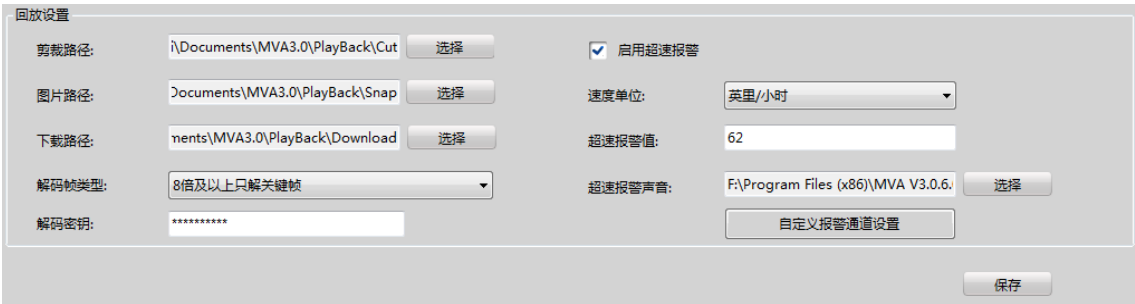 回放设置
剪裁路径: i\Documents\MVA3.0\PlayBack\Cut 选择
启用超速报警
图片路径: Documents\MVA3.0\PlayBack\Snap 选择
速度单位: 英里/小时
下载路径: nents\MVA3.0\PlayBack\Download 选择
超速报警值: 62
解码帧类型: 8倍及以上只解关键帧
超速报警声音: F:\Program Files (x86)\MVA V3.0.6. 选择
解码密钥: **********
自定义报警通道设置
保存